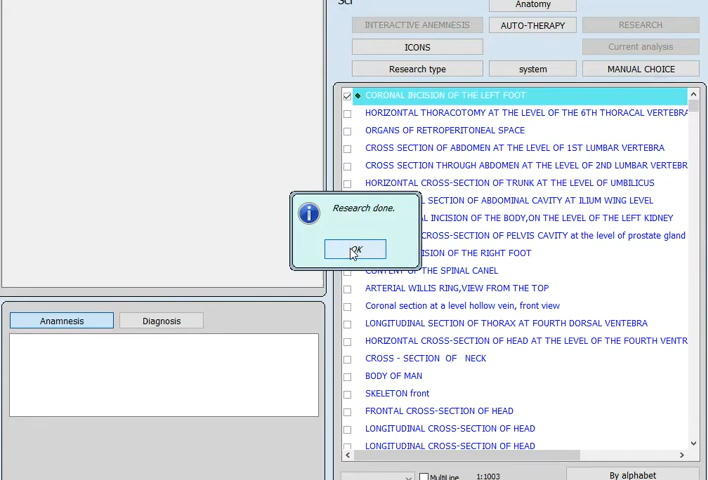 Anatomy
INTERACTIVE ANEMNESIS
AUTO-THERAPY
RESEARCH
ICONS
Current analysis
Research type
system
MANUAL CHOICE
CORONAL INCISION OF THE LEFT FOOT
HORIZONTAL THORACOTOMY AT THE LEVEL OF THE 6TH THORACAL VERTEBRA
ORGANS OF RETROPERITONEAL SPACE
CROSS SECTION OF ABDOMEN AT THE LEVEL OF 1ST LUMBAR VERTEBRA
CROSS SECTION THROUGH ABDOMEN AT THE LEVEL OF 2ND LUMBAR VERTEBR
HORIZONTAL CROSS-SECTION OF TRUNK AT THE LEVEL OF UMBILICUS
SECTION OF ABDOMINAL CAVITY AT ILIUM WING LEVEL
INCISION OF THE BODY,ON THE LEVEL OF THE LEFT KIDNEY
CROSS-SECTION OF PELVIS CAVITY at the level of prostate gland
OF THE RIGHT FOOT
CONTENT OF THE SPINAL CANEL
ARTERIAL WILLIS RING,VIEW FROM THE TOP
Coronal section at a level hollow vein, front view
LONGITUDINAL SECTION OF THORAX AT FOURTH DORSAL VENTEBRA
HORIZONTAL CROSS-SECTION OF HEAD AT THE LEVEL OF THE FOURTH VENTR
CROSS - SECTION OF NECK
BODY OF MAN
SKELETON front
FRONTAL CROSS-SECTION OF HEAD
LONGITUDINAL CROSS-SECTION OF HEAD
LONGITUDINAL CROSS-SECTION OF HEAD
Research done.
OK
Anamnesis
Diagnosis
MultiLine
1:1003
By alphabet